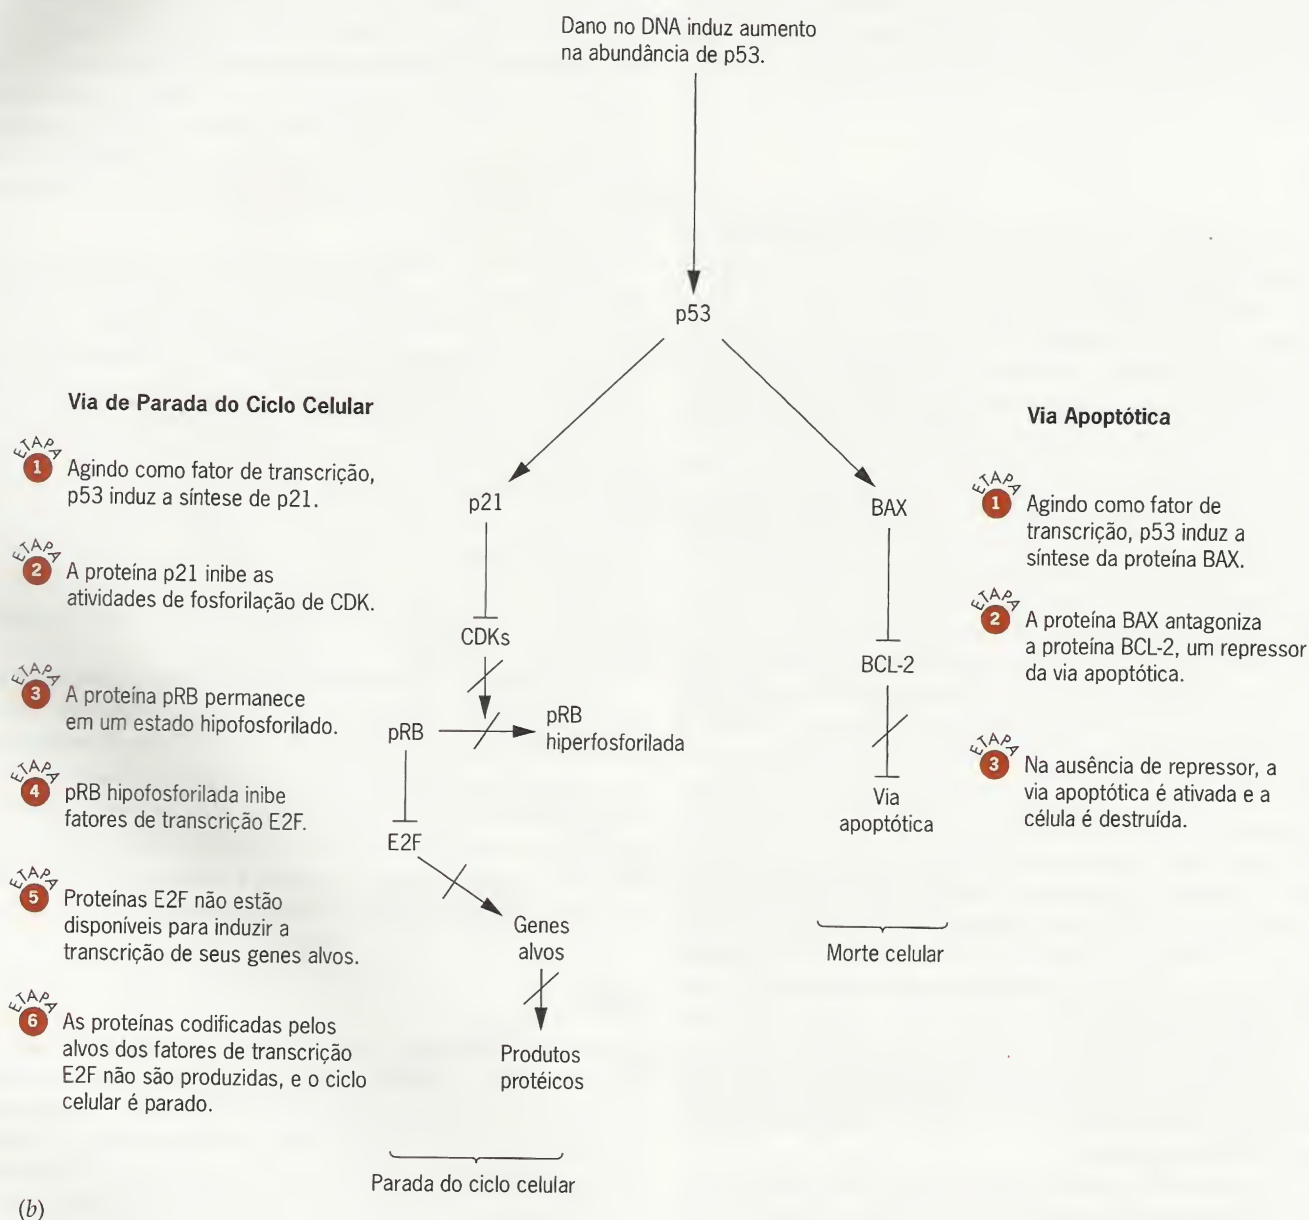 Dano no DNA induz aumento
na abundância de p53.
p53
Via de Parada do Ciclo Celular
ETAPA
1
Agindo como fator de transcrição,
p53 induz a síntese de p21.
ETAPA
2
A proteína p21 inibe as
atividades de fosforilação de CDK.
ETAPA
3
A proteína pRB permanece
em um estado hipofosforilado.
ETAPA
4
pRB hipofosforilada inibe
fatores de transcrição E2F.
ETAPA
5
Proteínas E2F não estão
disponíveis para induzir a
transcrição de seus genes alvos.
ETAPA
6
As proteínas codificadas pelos
alvos dos fatores de transcrição
E2F não são produzidas, e o ciclo
celular é parado.
p21
CDKs
pRB
pRB
hiperfosforilada
E2F
Genes
alvos
Produtos
protéicos
Parada do ciclo celular
BAX
BCL-2
Via
apoptótica
Morte celular
Via Apoptótica
ETAPA
1
Agindo como fator de
transcrição, p53 induz a
síntese da proteína BAX.
ETAPA
2
A proteína BAX antagoniza
a proteína BCL-2, um repressor
da via apoptótica.
ETAPA
3
Na ausência de repressor, a
via apoptótica é ativada e a
célula é destruída.
(b)